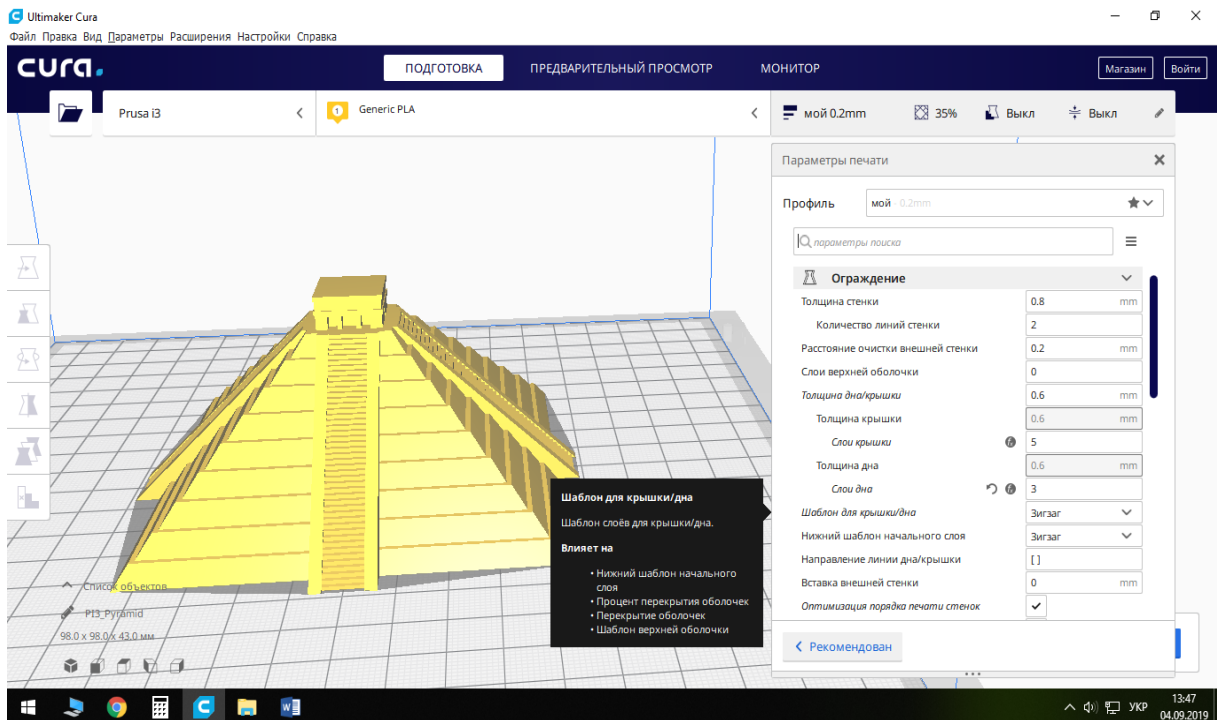 Ultimaker Cura
Файл Правка Вид Параметры Расширения Настройки Справка
cura.
ПОДГОТОВКА
ПРЕДВАРИТЕЛЬНЫЙ ПРОСМОТР
МОНИТОР
Магазин
Войти
Prusa i3
1
Generic PLA
мой 0.2mm
35%
Выкл
Выкл
Параметры печати
Профиль
мой 0.2mm
параметры поиска
Ограждение
Толщина стенки 0.8 mm
Количество линий стенки 2
Расстояние очистки внешней стенки 0.2 mm
Слои верхней оболочки 0
Толщина дна/крышки 0.6 mm
Толщина крышки 0.6 mm
Слои крышки 5
Толщина дна 0.6 mm
Слои дна 3
Шаблон для крышки/дна Зигзаг
Нижний шаблон начального слоя Зигзаг
Направление линии дна/крышки [ ]
Вставка внешней стенки 0 mm
Оптимизация порядка печати стенок
Рекомендован
Шаблон для крышки/дна
Шаблон слоёв для крышки/дна.
Влияет на
• Нижний шаблон начального
слоя
• Процент перекрытия оболочек
• Перекрытие оболочек
• Шаблон верхней оболочки
Список объектов
PI3_Pyramid
98.0 x 98.0 x 43.0 мм
УКР
13:47
04.09.2019